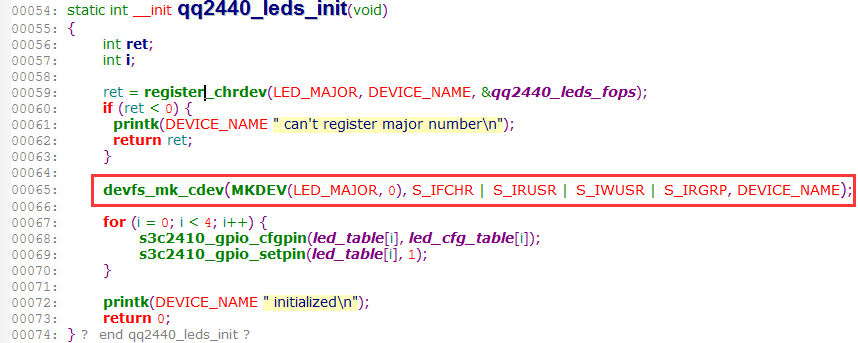 00054: static int __init qq2440_leds_init(void)
00055: {
00056: int ret;
00057: int i;
00058:
00059: ret = register_chrdev(LED_MAJOR, DEVICE_NAME, &qq2440_leds_fops);
00060: if (ret < 0) {
00061: printk(DEVICE_NAME " can't register major number\n");
00062: return ret;
00063: }
00064:
00065: devfs_mk_cdev(MKDEV(LED_MAJOR, 0), S_IFCHR | S_IRUSR | S_IWUSR | S_IRGRP, DEVICE_NAME);
00066:
00067: for (i = 0; i < 4; i++) {
00068: s3c2410_gpio_cfgpin(led_table[i], led_cfg_table[i]);
00069: s3c2410_gpio_setpin(led_table[i], 1);
00070: }
00071:
00072: printk(DEVICE_NAME " initialized\n");
00073: return 0;
00074: } ? end qq2440_leds_init ?